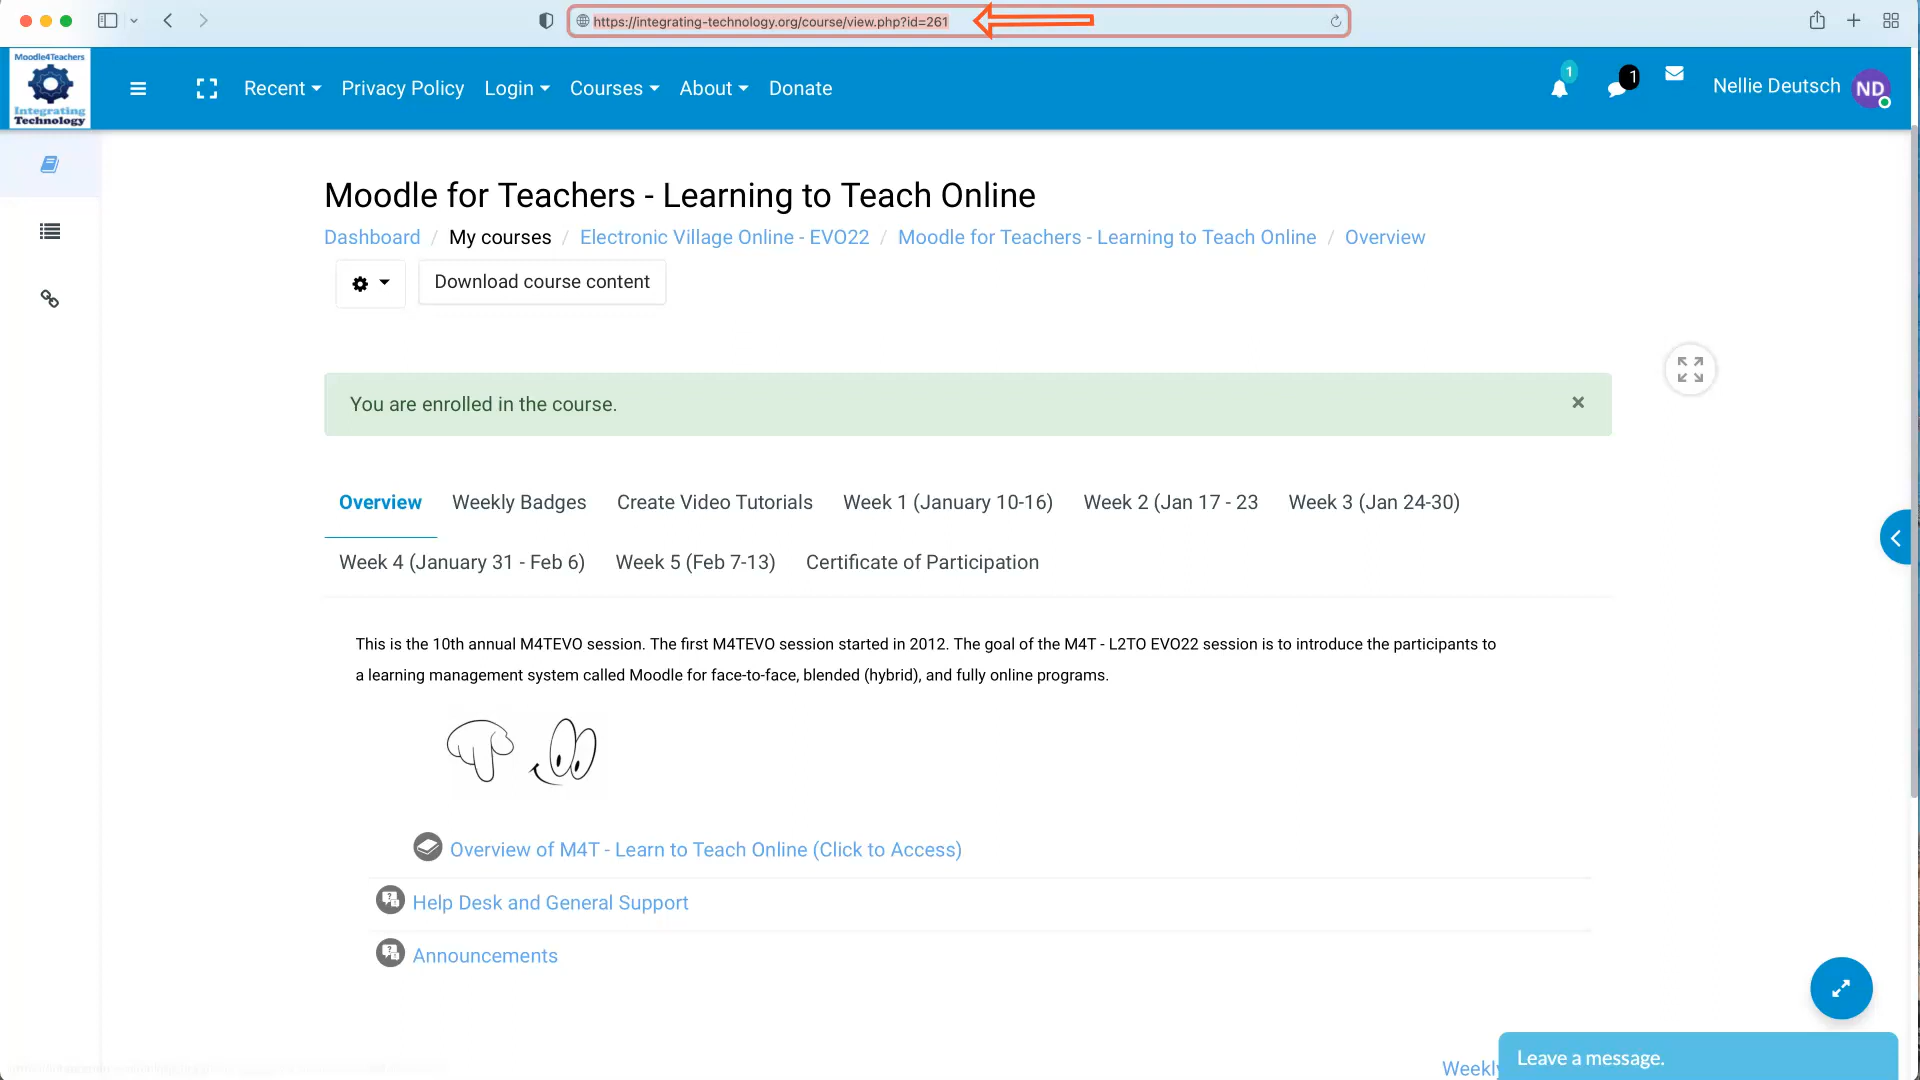 https://integrating-technology.org/course/view.php?id=261
Moodle4Teachers
Integrating
Technology
Recent
Privacy Policy
Login
Courses
About
Donate
1
1
Nellie Deutsch
ND
Moodle for Teachers - Learning to Teach Online
Dashboard / My courses / Electronic Village Online - EVO22 / Moodle for Teachers - Learning to Teach Online / Overview
Download course content
You are enrolled in the course.
×
Overview Weekly Badges Create Video Tutorials Week 1 (January 10-16) Week 2 (Jan 17 - 23 Week 3 (Jan 24-30)
Week 4 (January 31 - Feb 6) Week 5 (Feb 7-13) Certificate of Participation
This is the 10th annual M4TEVO session. The first M4TEVO session started in 2012. The goal of the M4T - L2TO EVO22 session is to introduce the participants to
a learning management system called Moodle for face-to-face, blended (hybrid), and fully online programs.
Overview of M4T - Learn to Teach Online (Click to Access)
Help Desk and General Support
Announcements
Weekly
Leave a message.